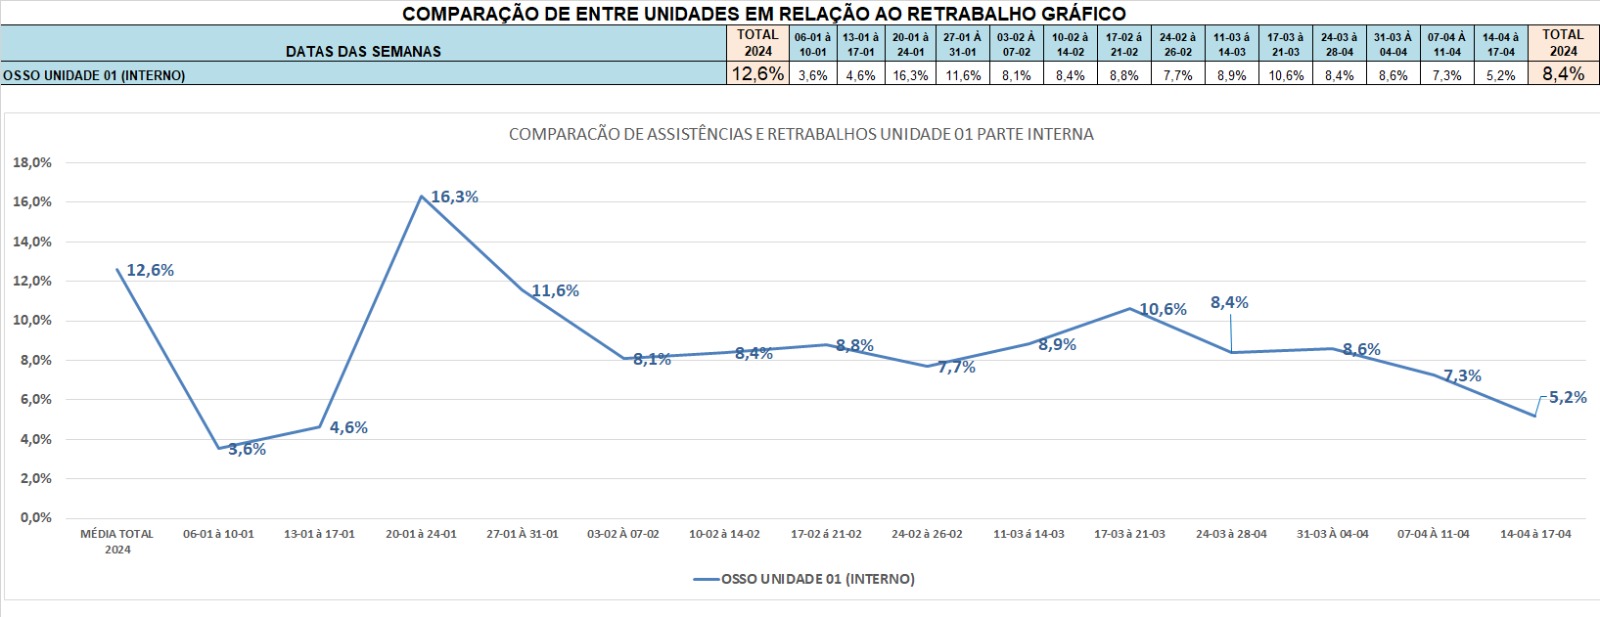 COMPARAÇÃO DE ENTRE UNIDADES EM RELAÇÃO AO RETRABALHO GRÁFICO
DATAS DAS SEMANAS TOTAL 2024 06-01 à 10-01 13-01 á 17-01 20-01 á 24-01 27-01 À 31-01 03-02 À 07-02 10-02 à 14-02 17-02 á 21-02 24-02 á 26-02 11-03 á 14-03 17-03 á 21-03 24-03 à 28-04 31-03 À 04-04 07-04 À 11-04 14-04 à 17-04 TOTAL 2024
OSSO UNIDADE 01 (INTERNO) 12,6% 3,6% 4,6% 16,3% 11,6% 8,1% 8,4% 8,8% 7,7% 8,9% 10,6% 8,4% 8,6% 7,3% 5,2% 8,4%
COMPARACÃO DE ASSISTÊNCIAS E RETRABALHOS UNIDADE 01 PARTE INTERNA
18,0%
16,0%
14,0%
12,0%
10,0%
8,0%
6,0%
4,0%
2,0%
0,0%
12,6%
3,6%
4,6%
16,3%
11,6%
8,1%
8,4%
8,8%
7,7%
8,9%
10,6%
8,4%
8,6%
7,3%
5,2%
MÉDIA TOTAL 2024
06-01 à 10-01
13-01 á 17-01
20-01 á 24-01
27-01 À 31-01
03-02 À 07-02
10-02 à 14-02
17-02 á 21-02
24-02 á 26-02
11-03 á 14-03
17-03 á 21-03
24-03 à 28-04
31-03 À 04-04
07-04 À 11-04
14-04 à 17-04
OSSO UNIDADE 01 (INTERNO)